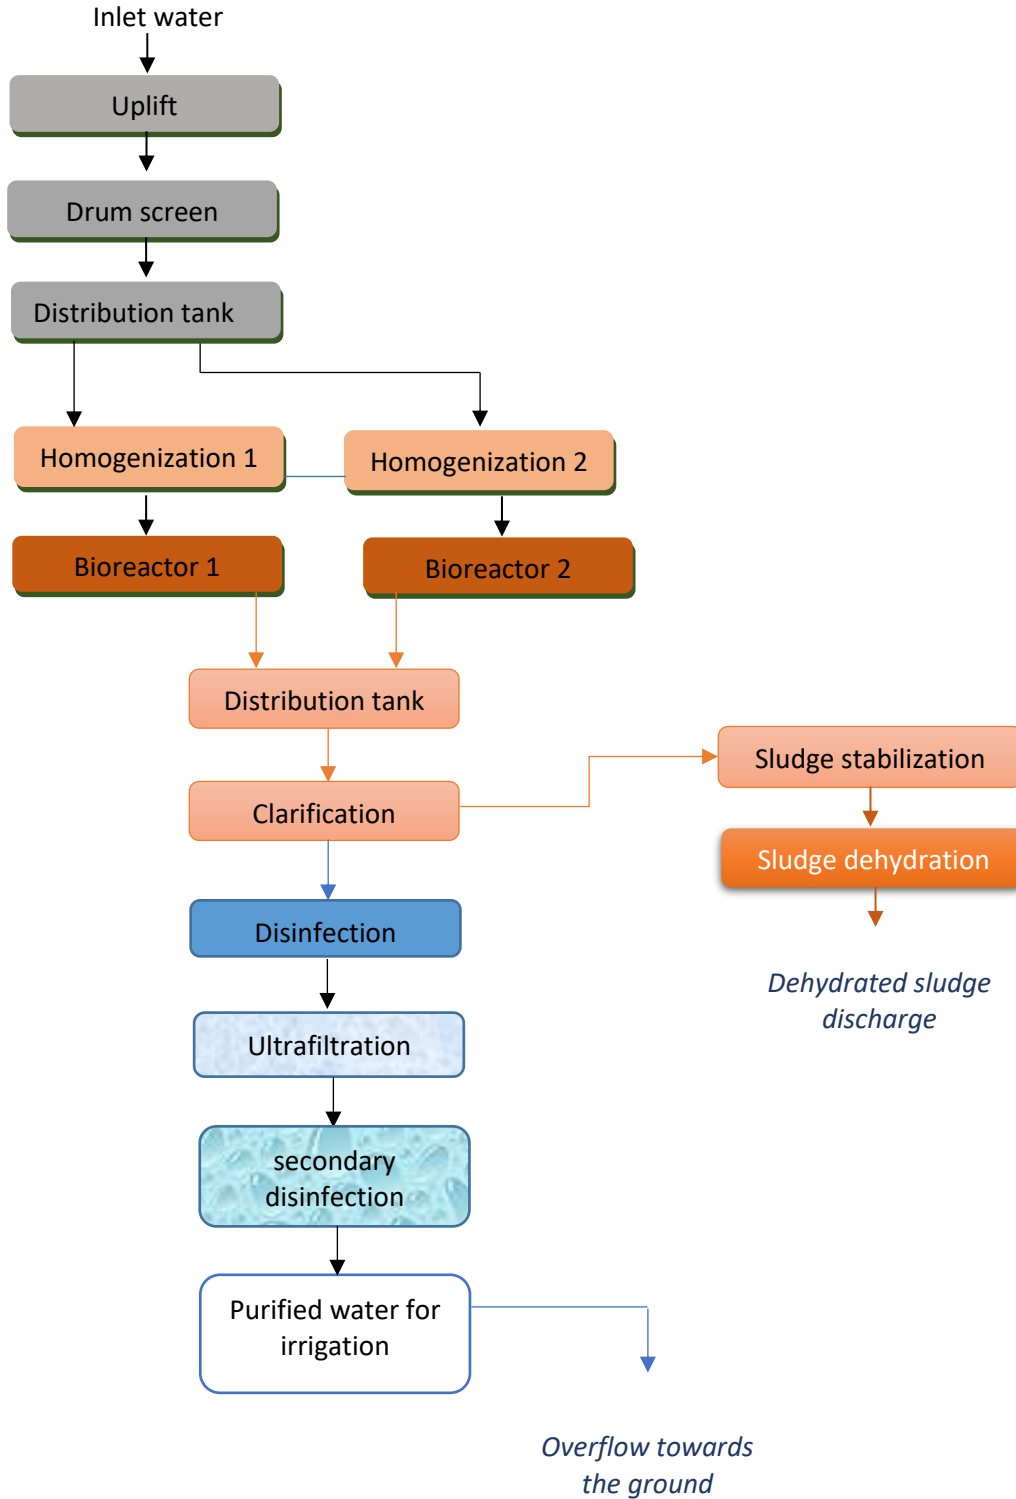 Inlet water
Uplift
Drum screen
Distribution tank
Homogenization 1
Homogenization 2
Bioreactor 1
Bioreactor 2
Distribution tank
Sludge stabilization
Clarification
Sludge dehydration
Disinfection
Dehydrated sludge
discharge
Ultrafiltration
secondary
disinfection
Purified water for
irrigation
Overflow towards
the ground